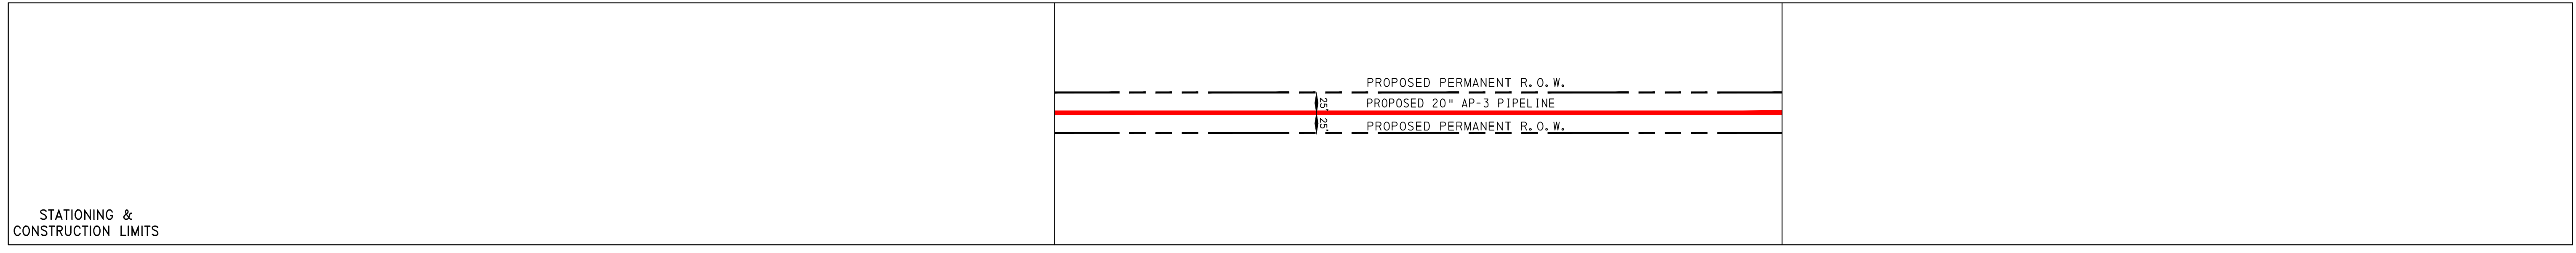 PROPOSED PERMANENT R.O.W.
25'
PROPOSED 20" AP-3 PIPELINE
25'
PROPOSED PERMANENT R.O.W.
STATIONING &
CONSTRUCTION LIMITS